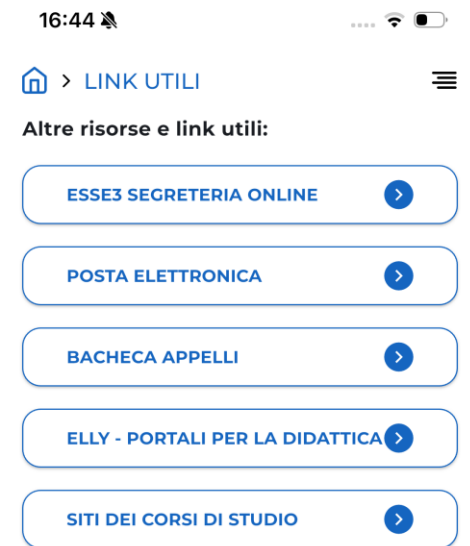 16:44
> LINK UTILI
Altre risorse e link utili:
ESSE3 SEGRETERIA ONLINE
POSTA ELETTRONICA
BACHECA APPELLI
ELLY - PORTALI PER LA DIDATTICA
SITI DEI CORSI DI STUDIO